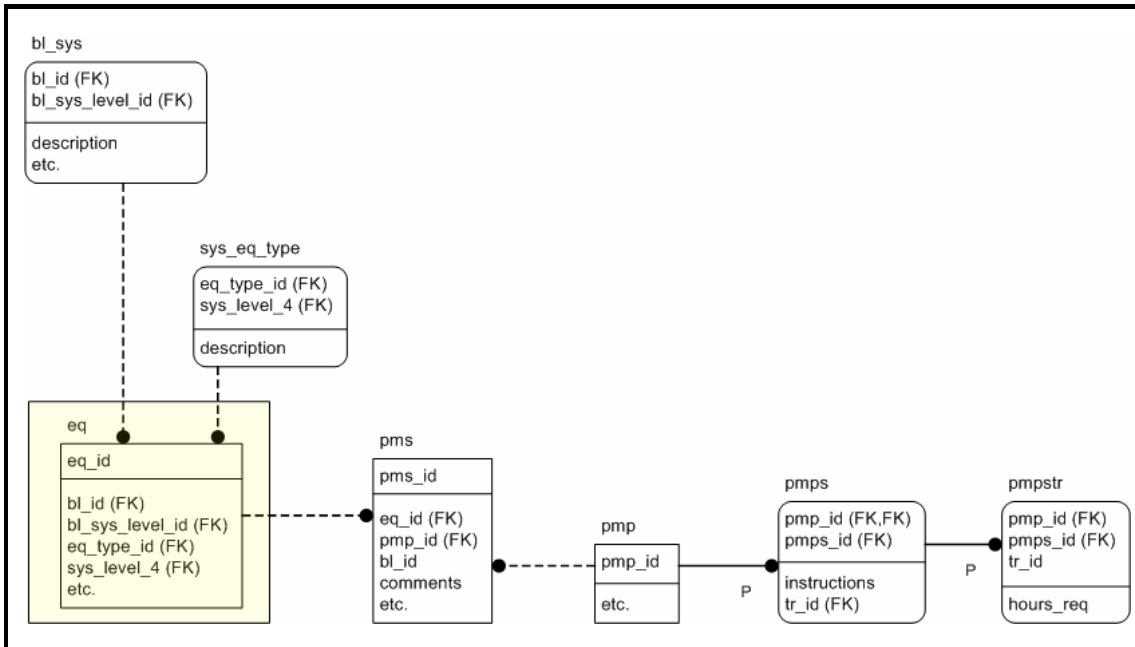 bl_sys
bl_id (FK)
bl_sys_level_id (FK)
description
etc.
sys_eq_type
eq_type_id (FK)
sys_level_4 (FK)
description
eq
eq_id
bl_id (FK)
bl_sys_level_id (FK)
eq_type_id (FK)
sys_level_4 (FK)
etc.
pms
pms_id
eq_id (FK)
pmp_id (FK)
bl_id
comments
etc.
pmp
pmp_id
etc.
P
pmps
pmp_id (FK,FK)
pmps_id (FK)
instructions
tr_id (FK)
P
pmpstr
pmp_id (FK)
pmps_id (FK)
tr_id
hours_req